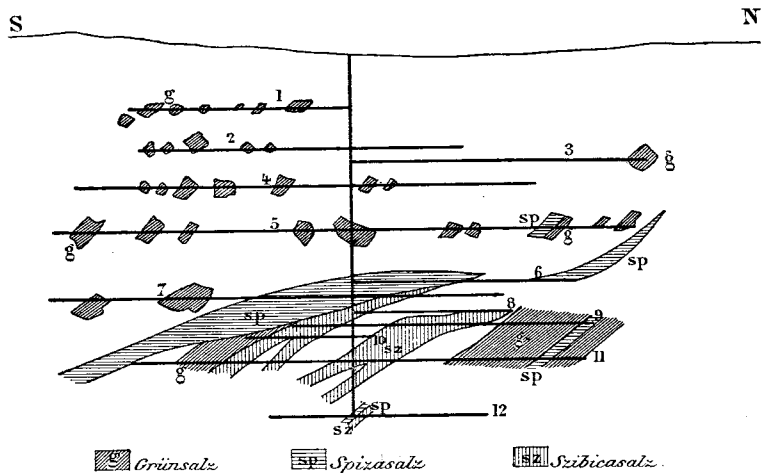 S N
g 1
2
3 g
4
sp
g 5 g
6 sp
7
sp 8
9
10 sz g
g 11
sp
sp 12
sz
g Grünsalz sp Spizasalz sz Szibicasalz